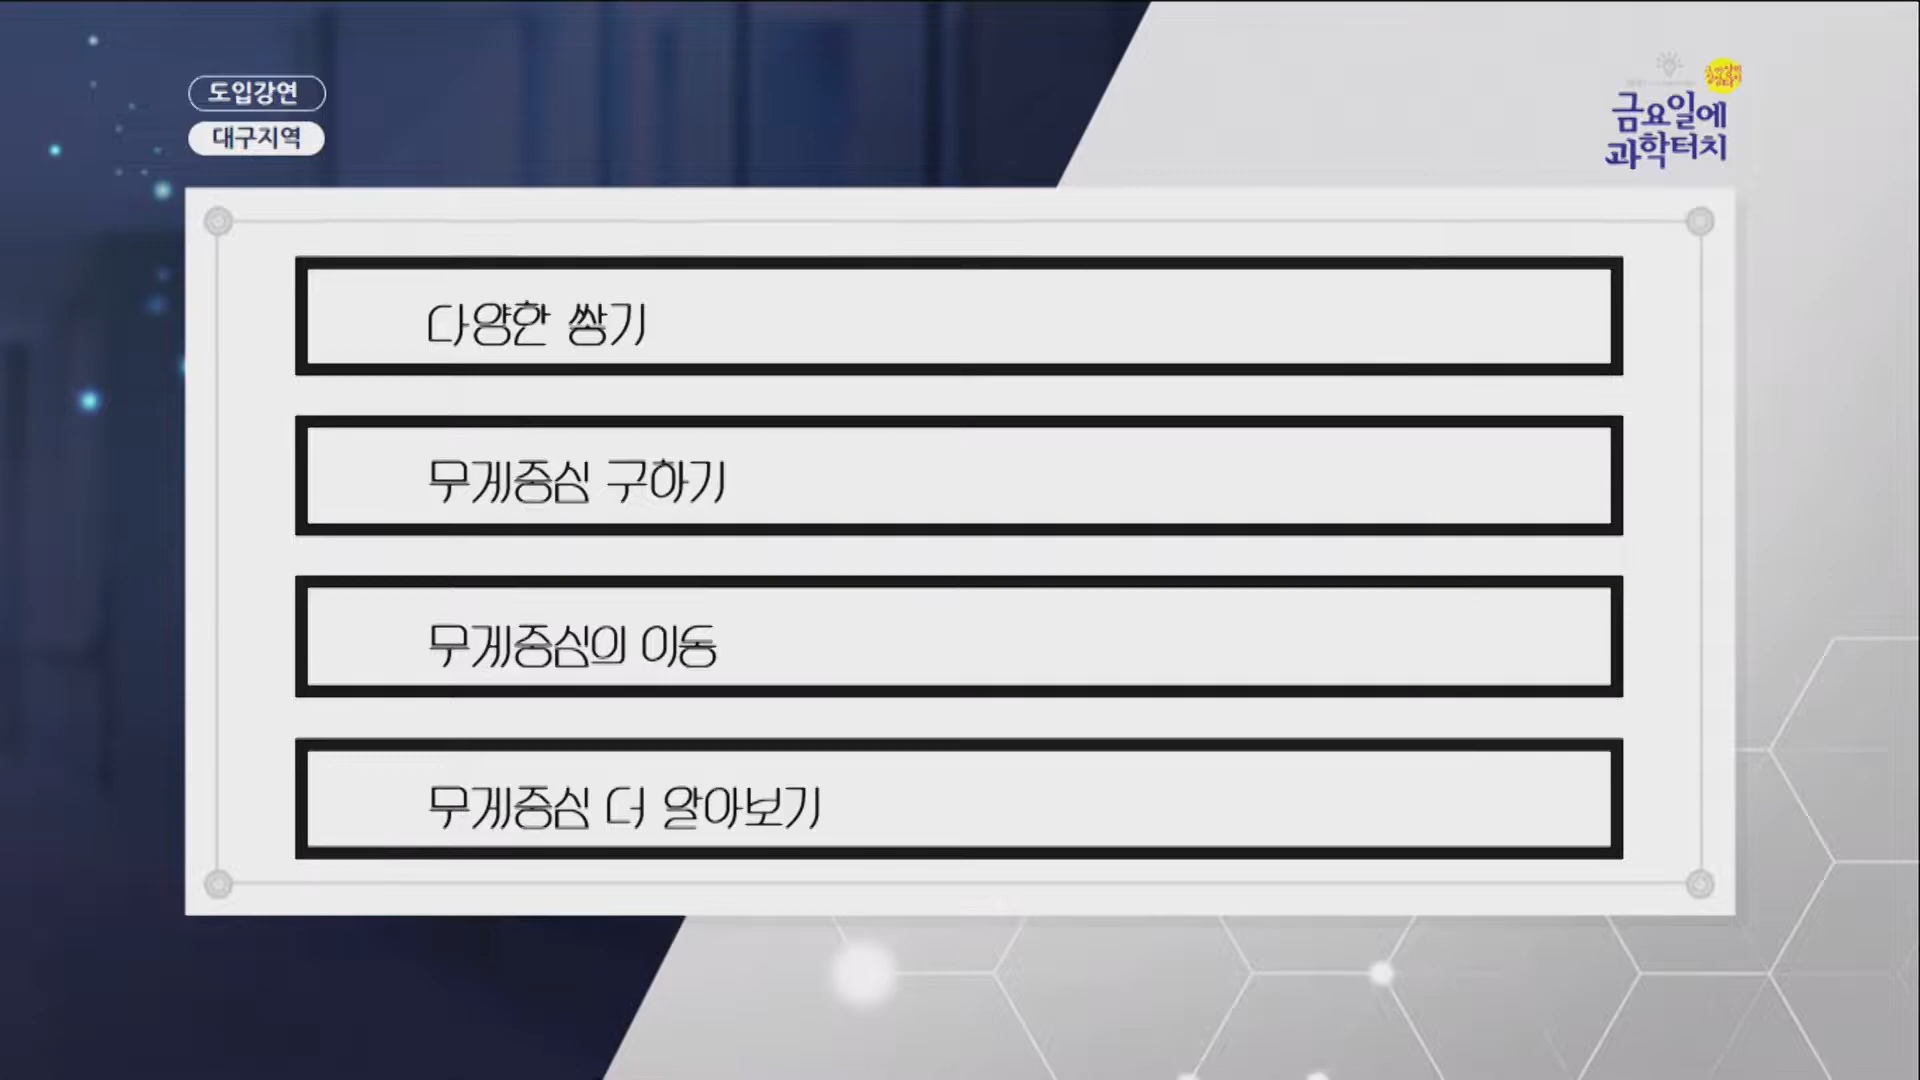 도입강연
대구지역
금요일에
과학터치
다양한 쌓기
무게중심 구하기
무게중심의 이동
무게중심 더 알아보기